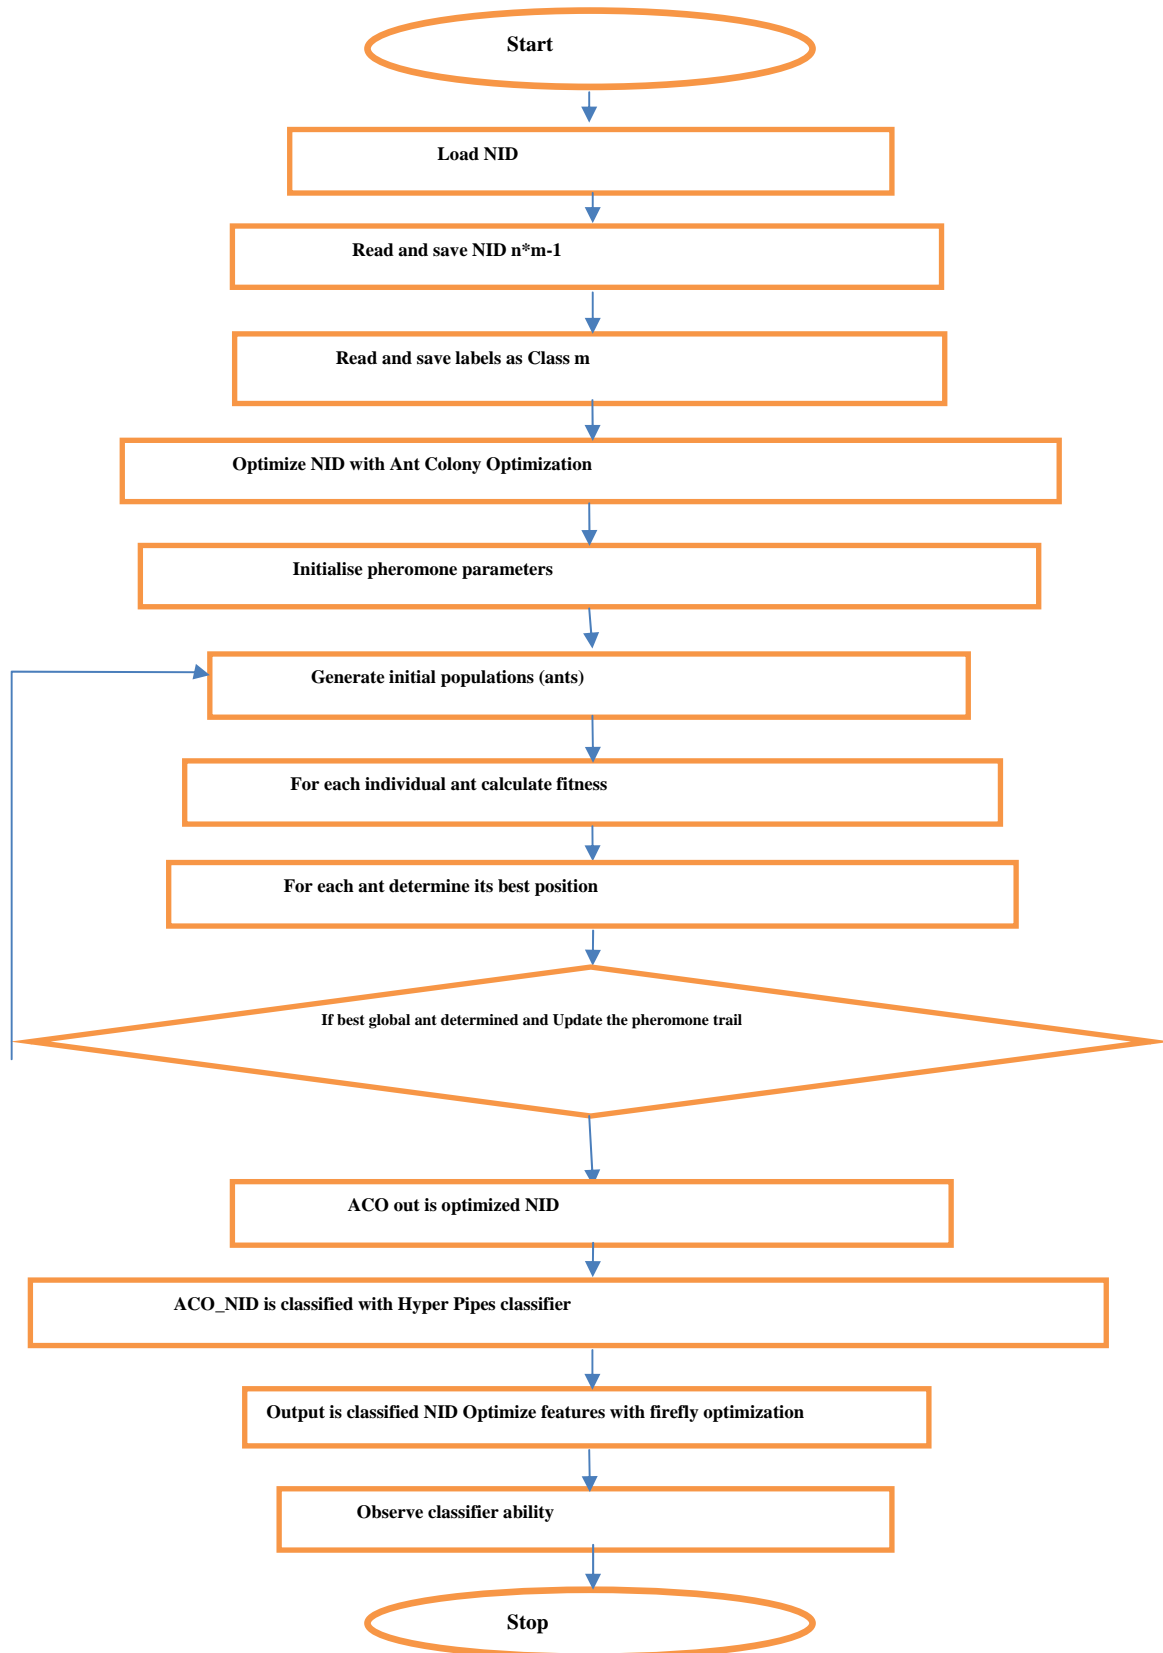 Start
Load NID
Read and save NID n*m-1
Read and save labels as Class m
Optimize NID with Ant Colony Optimization
Initialise pheromone parameters
Generate initial populations (ants)
For each individual ant calculate fitness
For each ant determine its best position
If best global ant determined and Update the pheromone trail
ACO out is optimized NID
ACO_NID is classified with Hyper Pipes classifier
Output is classified NID Optimize features with firefly optimization
Observe classifier ability
Stop